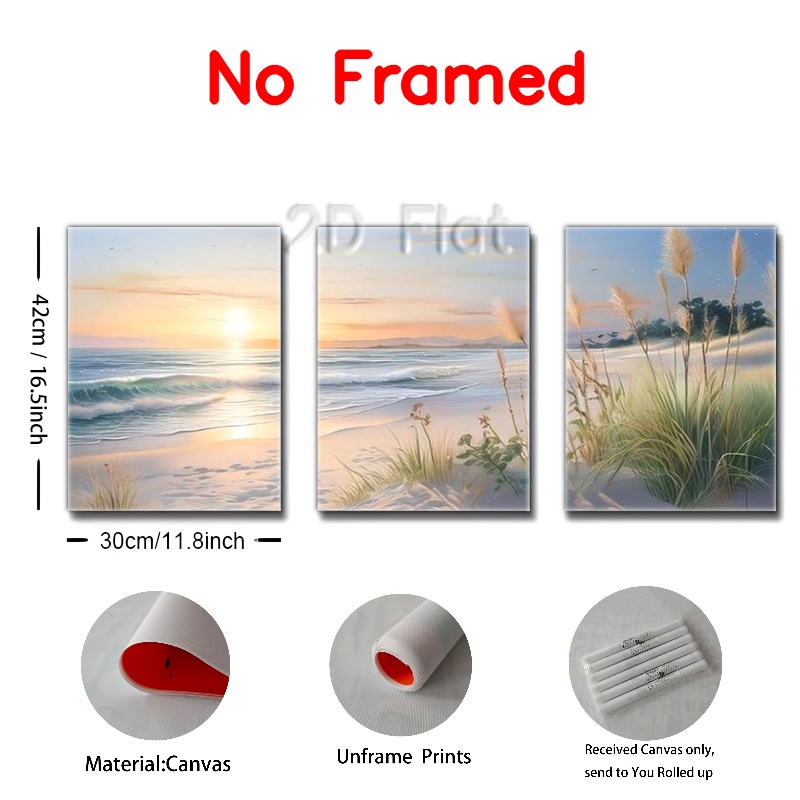 No Framed
2D Flat
42cm / 16.5inch
30cm/11.8inch
Material:Canvas
Unframe Prints
Received Canvas only,
send to You Rolled up